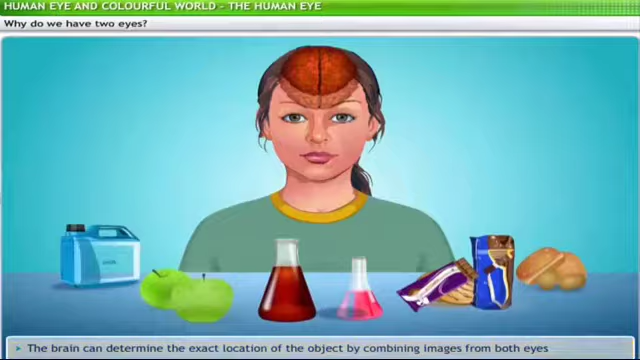 HUMAN EYE AND COLOURFUL WORLD – THE HUMAN EYE
Why do we have two eyes?
The brain can determine the exact location of the object by combining images from both eyes